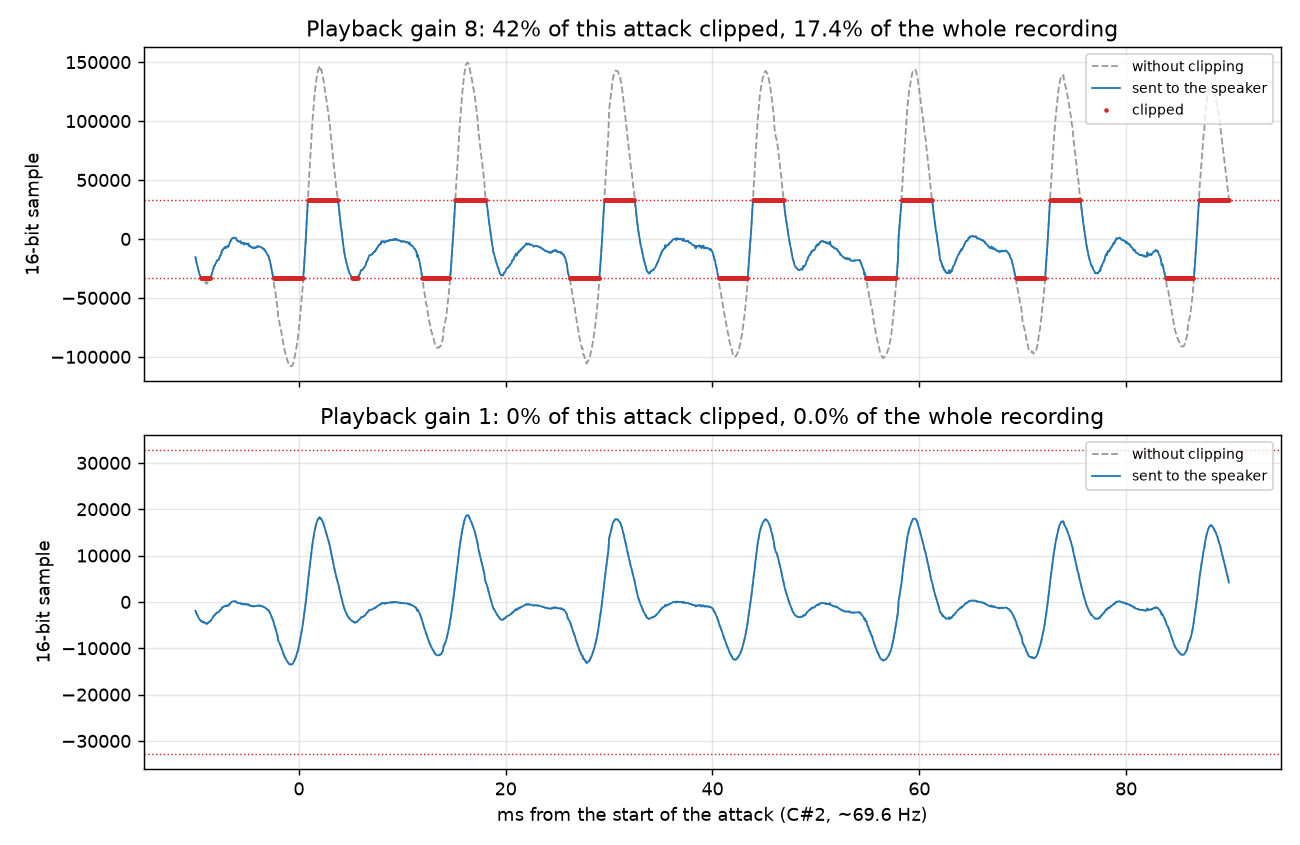 Playback gain 8: 42% of this attack clipped, 17.4% of the whole recording
150000
100000
50000
0
−50000
−100000
16-bit sample
without clipping
sent to the speaker
clipped
Playback gain 1: 0% of this attack clipped, 0.0% of the whole recording
30000
20000
10000
0
−10000
−20000
−30000
16-bit sample
without clipping
sent to the speaker
0 20 40 60 80
ms from the start of the attack (C#2, ~69.6 Hz)